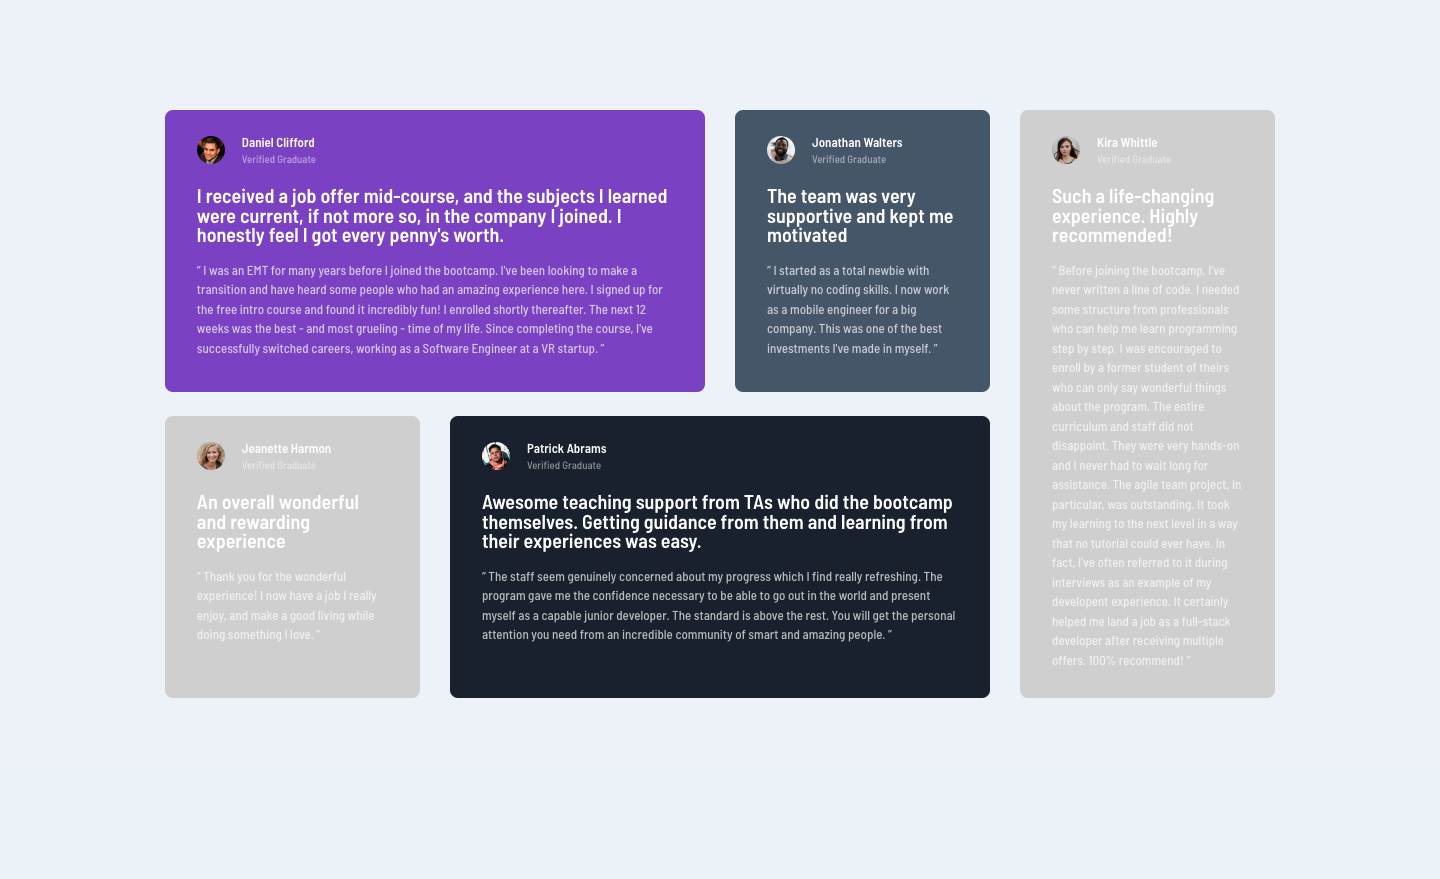 Daniel Clifford
Verified Graduate
I received a job offer mid-course, and the subjects I learned
were current, if not more so, in the company I joined. I
honestly feel I got every penny's worth.
“ I was an EMT for many years before I joined the bootcamp. I've been looking to make a
transition and have heard some people who had an amazing experience here. I signed up for
the free intro course and found it incredibly fun! I enrolled shortly thereafter. The next 12
weeks was the best - and most grueling - time of my life. Since completing the course, I've
successfully switched careers, working as a Software Engineer at a VR startup. ”
Jonathan Walters
Verified Graduate
The team was very
supportive and kept me
motivated
“ I started as a total newbie with
virtually no coding skills. I now work
as a mobile engineer for a big
company. This was one of the best
investments I've made in myself. ”
Kira Whittle
Verified Graduate
Such a life-changing
experience. Highly
recommended!
“ Before joining the bootcamp, I've
never written a line of code. I needed
some structure from professionals
who can help me learn programming
step by step. I was encouraged to
enroll by a former student of theirs
who can only say wonderful things
about the program. The entire
curriculum and staff did not
disappoint. They were very hands-on
and I never had to wait long for
assistance. The agile team project, in
particular, was outstanding. It took
my learning to the next level in a way
that no tutorial could ever have. In
fact, I've often referred to it during
interviews as an example of my
developent experience. It certainly
helped me land a job as a full-stack
developer after receiving multiple
offers. 100% recommend! ”
Jeanette Harmon
Verified Graduate
An overall wonderful
and rewarding
experience
“ Thank you for the wonderful
experience! I now have a job I really
enjoy, and make a good living while
doing something I love. ”
Patrick Abrams
Verified Graduate
Awesome teaching support from TAs who did the bootcamp
themselves. Getting guidance from them and learning from
their experiences was easy.
“ The staff seem genuinely concerned about my progress which I find really refreshing. The
program gave me the confidence necessary to be able to go out in the world and present
myself as a capable junior developer. The standard is above the rest. You will get the personal
attention you need from an incredible community of smart and amazing people. ”